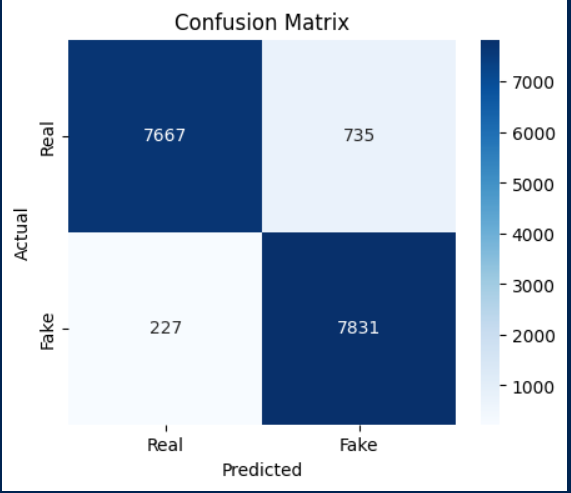 Confusion Matrix
Actual
Real
7667
735
Fake
227
7831
Real
Fake
Predicted
7000
6000
5000
4000
3000
2000
1000